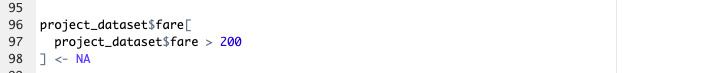 95
96 project_dataset$fare[
97   project_dataset$fare > 200
98 ] <- NA